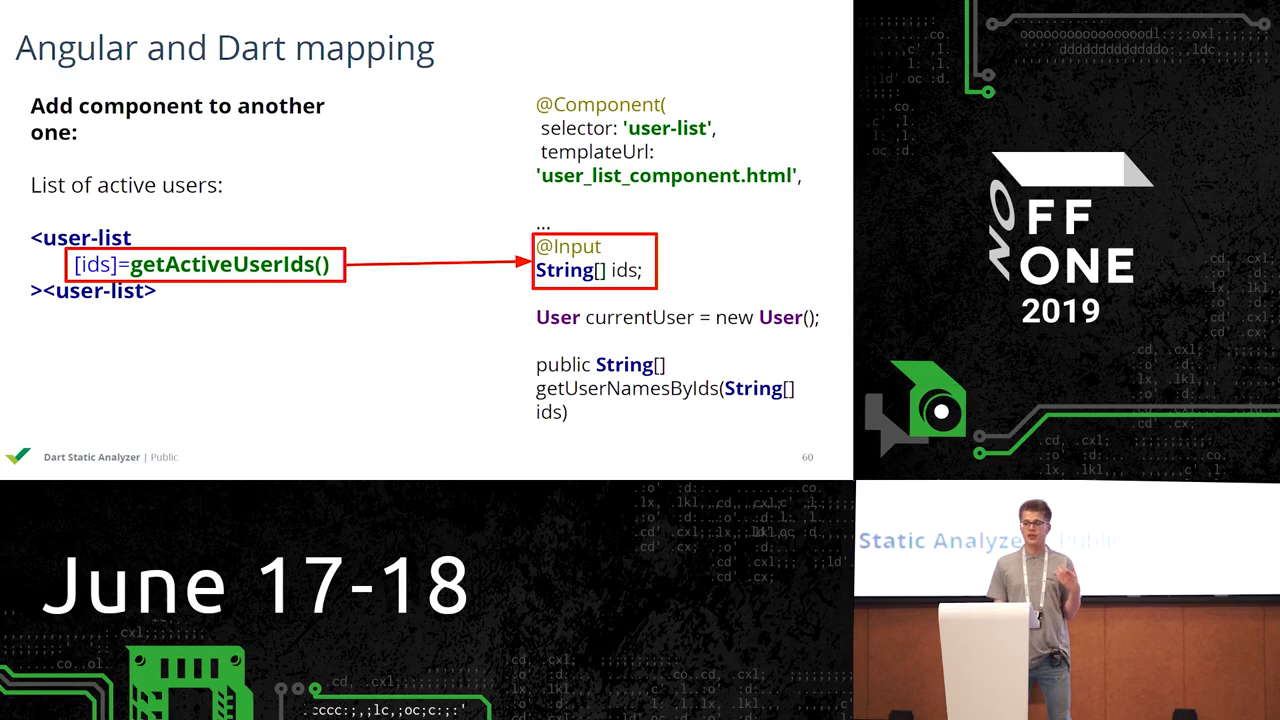 Angular and Dart mapping
Add component to another
one:
List of active users:
<user-list
[ids]=getActiveUserIds()
><user-list>
@Component(
selector: 'user-list',
templateUrl:
'user_list_component.html',
...
@Input
String[] ids;
User currentUser = new User();
public String[]
getUserNamesByIds(String[]
ids)
Dart Static Analyzer | Public
60
NO
OFF
ONE
2019
June 17-18
Static Analyze
Public